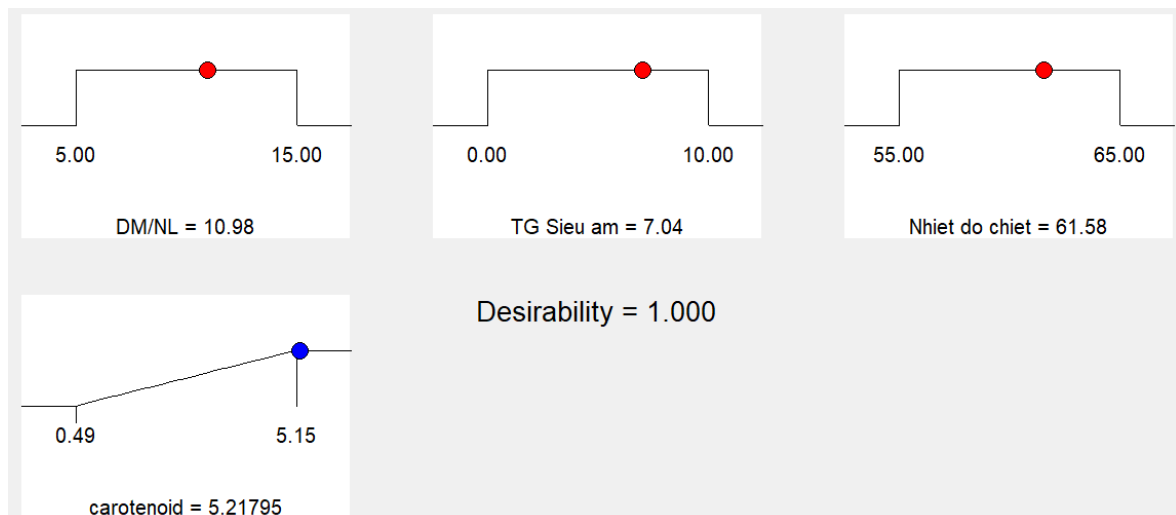 5.00 15.00
DM/NL = 10.98
0.00 10.00
TG Sieu am = 7.04
55.00 65.00
Nhiet do chiet = 61.58
0.49 5.15
carotenoid = 5.21795
Desirability = 1.000